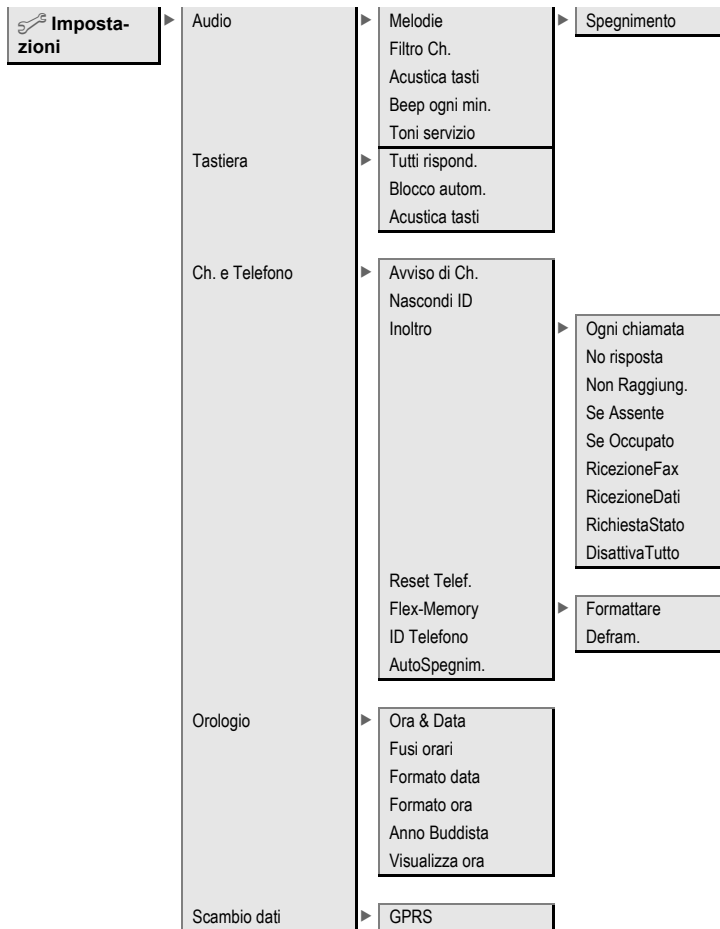 Imposta-
zioni
Audio
Melodie
Spegnimento
Filtro Ch.
Acustica tasti
Beep ogni min.
Toni servizio
Tastiera
Tutti rispond.
Blocco autom.
Acustica tasti
Ch. e Telefono
Avviso di Ch.
Nascondi ID
Inoltro
Ogni chiamata
No risposta
Non Raggiung.
Se Assente
Se Occupato
RicezioneFax
RicezioneDati
RichiestaStato
DisattivaTutto
Reset Telef.
Flex-Memory
Formattare
Defram.
ID Telefono
AutoSpegnim.
Orologio
Ora & Data
Fusi orari
Formato data
Formato ora
Anno Buddista
Visualizza ora
Scambio dati
GPRS